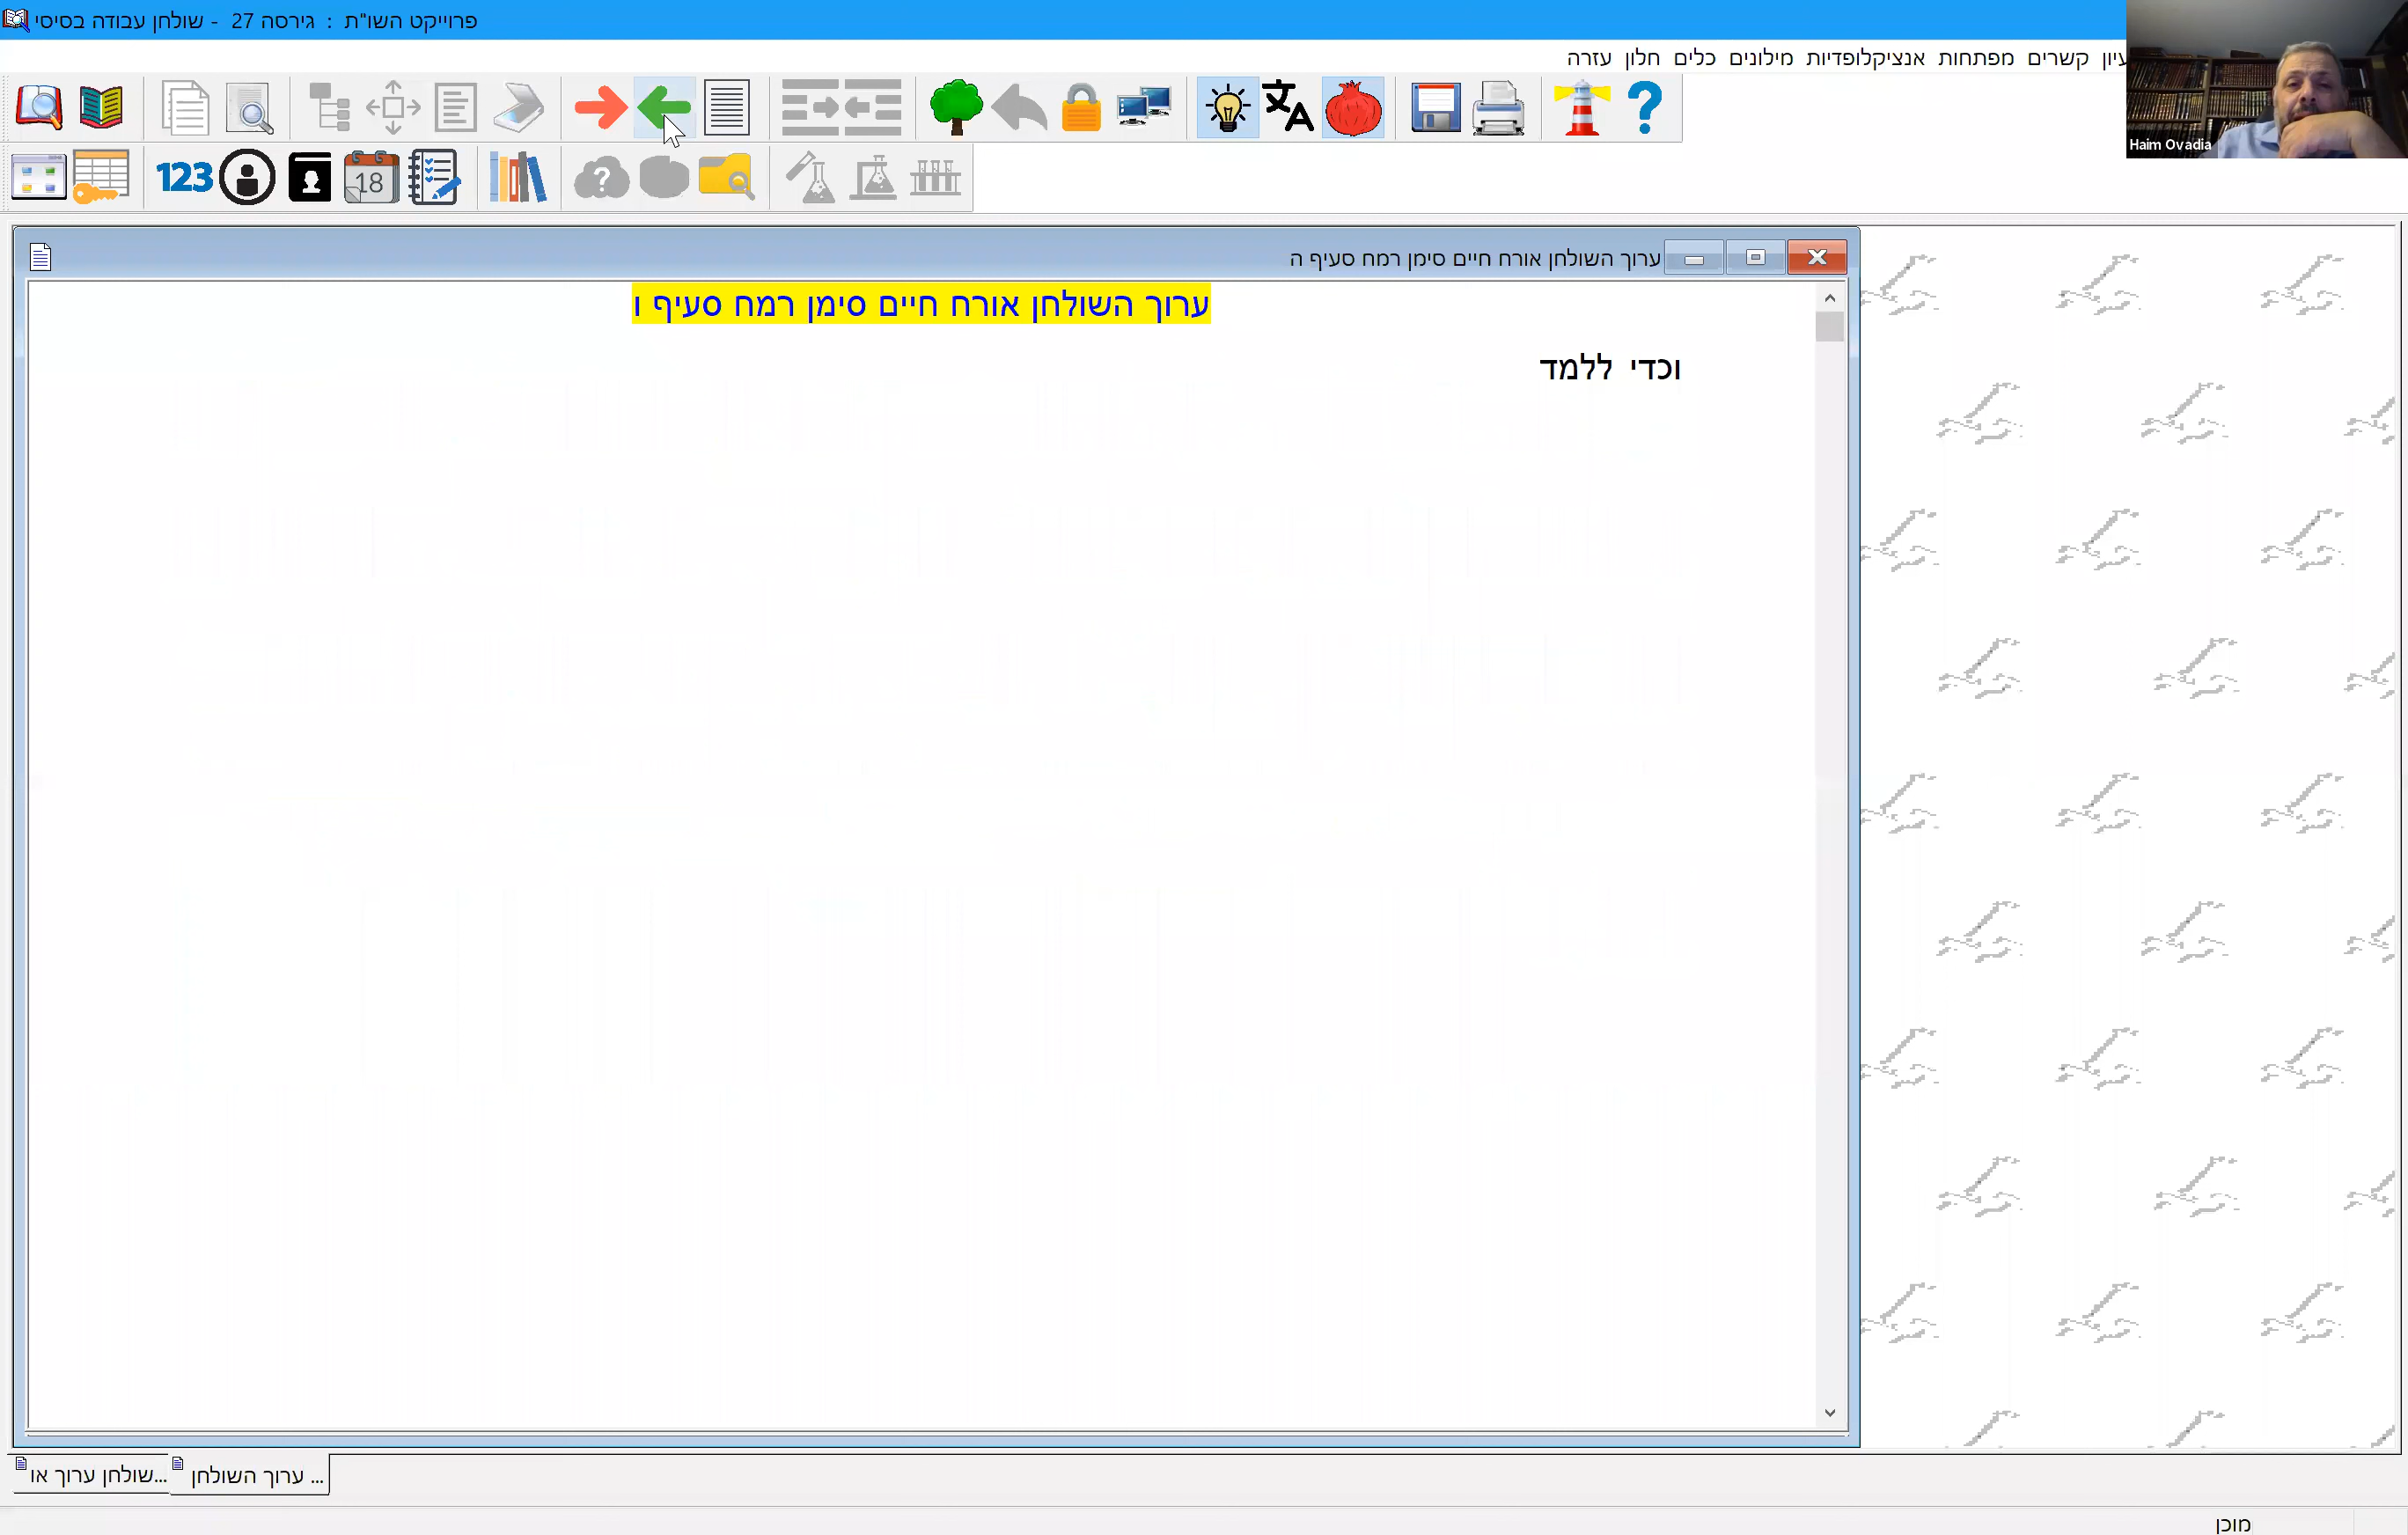 פרוייקט השו"ת : גירסה 27 - שולחן עבודה בסיסי
עיון קשרים מפתחות אנציקלופדיות מילונים כלים חלון עזרה
Haim Ovadia
123
18
ערוך השולחן אורח חיים סימן רמח סעיף ה
ערוך השולחן אורח חיים סימן רמח סעיף ו
וכדי ללמד
שולחן ערוך או...
ערוך השולחן ...
מוכן